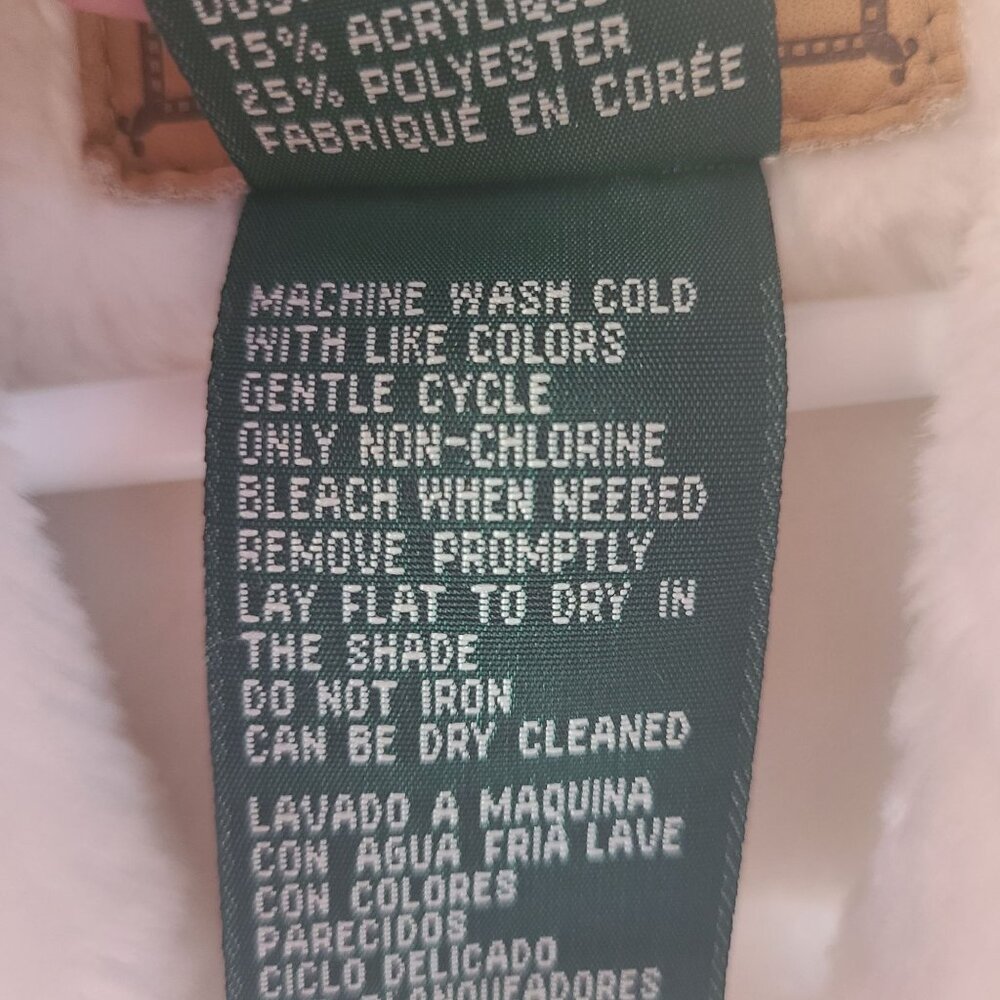 75% ACRYLIQUE
25% POLYESTER
FABRIQUÉ EN CORÉE
MACHINE WASH COLD
WITH LIKE COLORS
GENTLE CYCLE
ONLY NON-CHLORINE
BLEACH WHEN NEEDED
REMOVE PROMPTLY
LAY FLAT TO DRY IN
THE SHADE
DO NOT IRON
CAN BE DRY CLEANED
LAVADO A MAQUINA
CON AGUA FRIA LAVE
CON COLORES
PARECIDOS
CICLO DELICADO
BLANQUEADORES